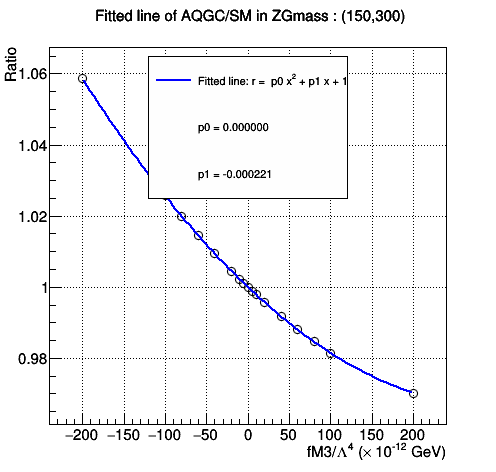 Fitted line of AQGC/SM in ZGmass : (150,300)
Ratio
Fitted line: r = p0 x² + p1 x + 1
p0 = 0.000000
p1 = -0.000221
1.06
1.04
1.02
1
0.98
−200 −150 −100 −50 0 50 100 150 200
fM3/Λ⁴ (× 10⁻¹² GeV)